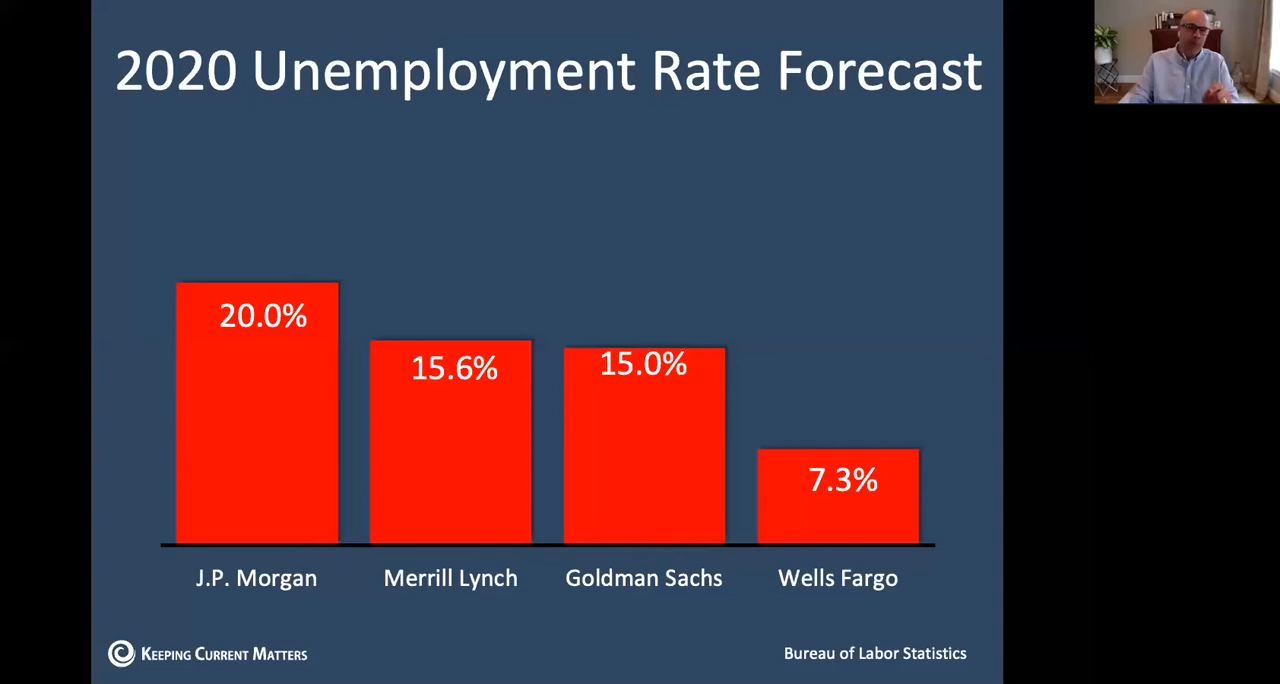 2020 Unemployment Rate Forecast
20.0%
15.6%
15.0%
7.3%
J.P. Morgan
Merrill Lynch
Goldman Sachs
Wells Fargo
KEEPING CURRENT MATTERS
Bureau of Labor Statistics